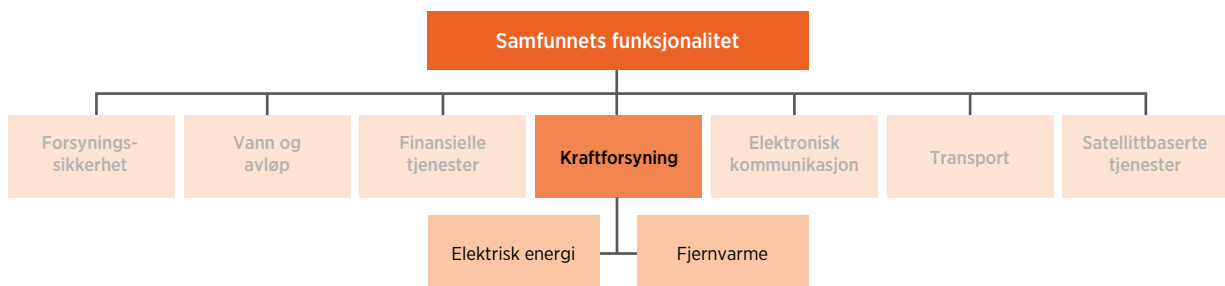 Samfunnets funksjonalitet
Forsynings-
sikkerhet
Vann og
avløp
Finansielle
tjenester
Kraftforsyning
Elektronisk
kommunikasjon
Transport
Satellittbaserte
tjenester
Elektrisk energi
Fjernvarme